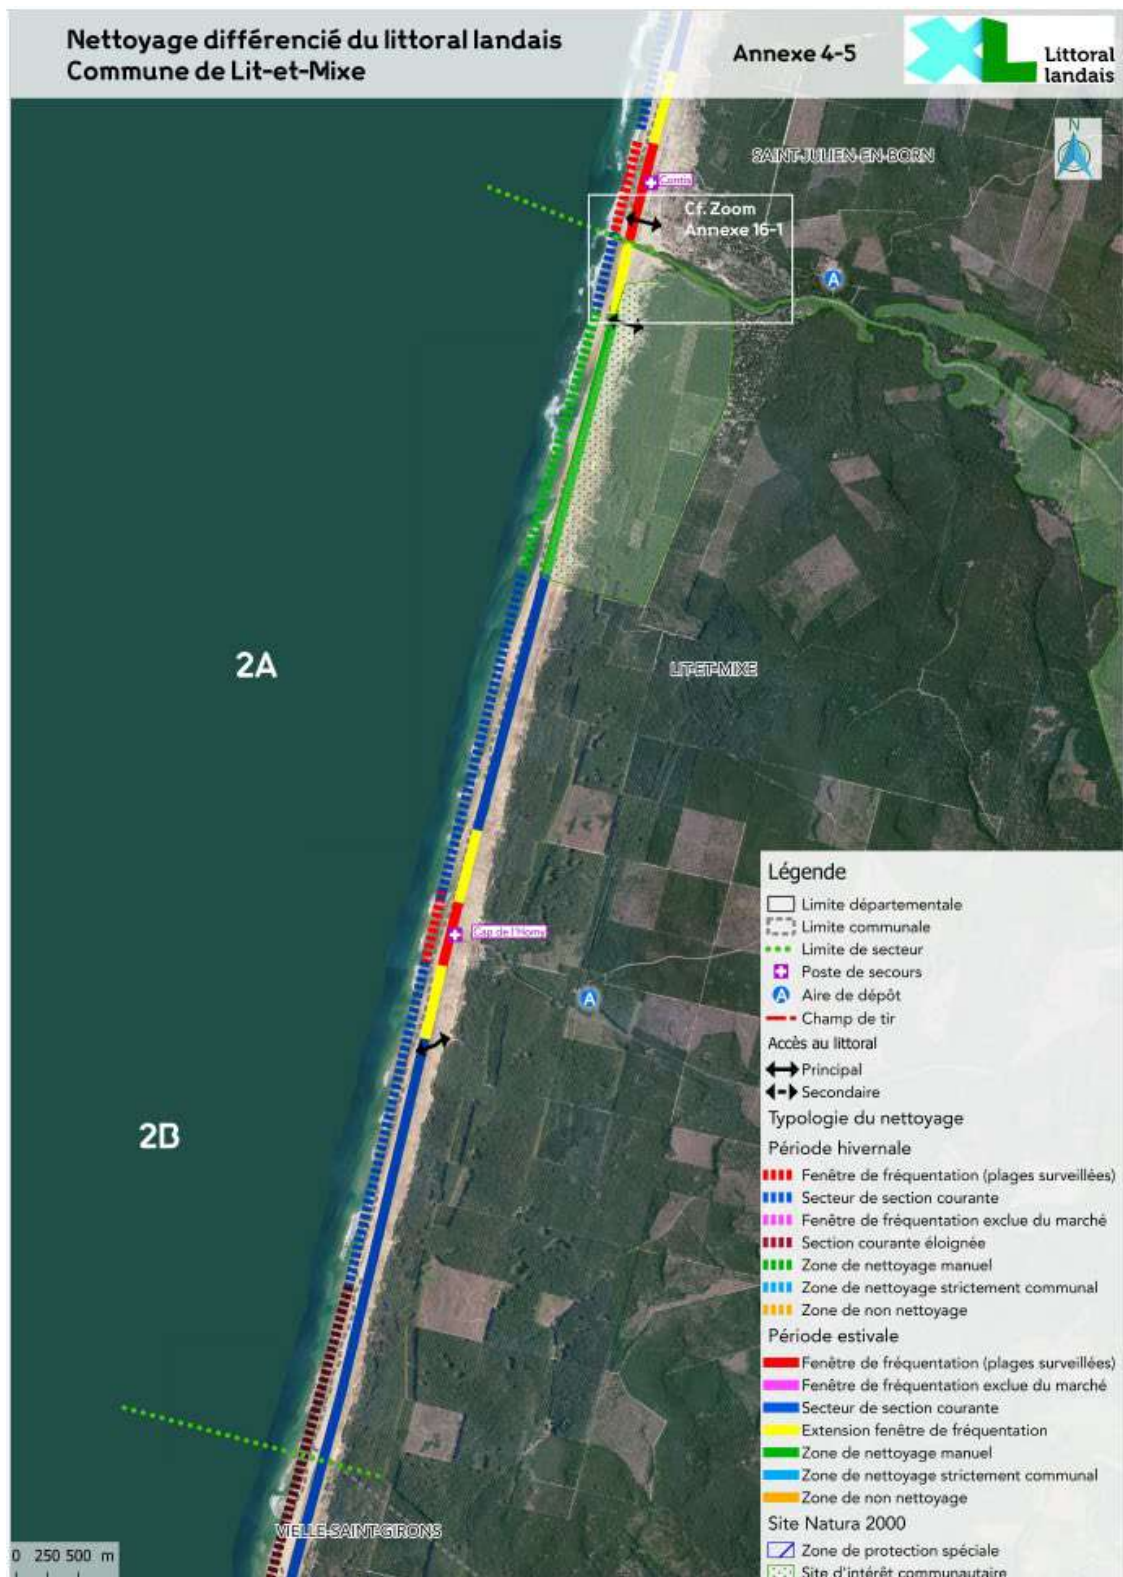 Nettoyage différencié du littoral landais
Commune de Lit-et-Mixe
Annexe 4-5
XL
Littoral
landais
N
SAINT-JULIEN-EN-BORN
Contis
Cf. Zoom
Annexe 16-1
A
2A
LIT-ET-MIXE
Cap de l'Homy
A
2B
VIELLE-SAINT-GIRONS
0 250 500 m
Légende
Limite départementale
Limite communale
Limite de secteur
Poste de secours
A Aire de dépôt
Champ de tir
Accès au littoral
Principal
Secondaire
Typologie du nettoyage
Période hivernale
Fenêtre de fréquentation (plages surveillées)
Secteur de section courante
Fenêtre de fréquentation exclue du marché
Section courante éloignée
Zone de nettoyage manuel
Zone de nettoyage strictement communal
Zone de non nettoyage
Période estivale
Fenêtre de fréquentation (plages surveillées)
Fenêtre de fréquentation exclue du marché
Secteur de section courante
Extension fenêtre de fréquentation
Zone de nettoyage manuel
Zone de nettoyage strictement communal
Zone de non nettoyage
Site Natura 2000
Zone de protection spéciale
Site d'intérêt communautaire